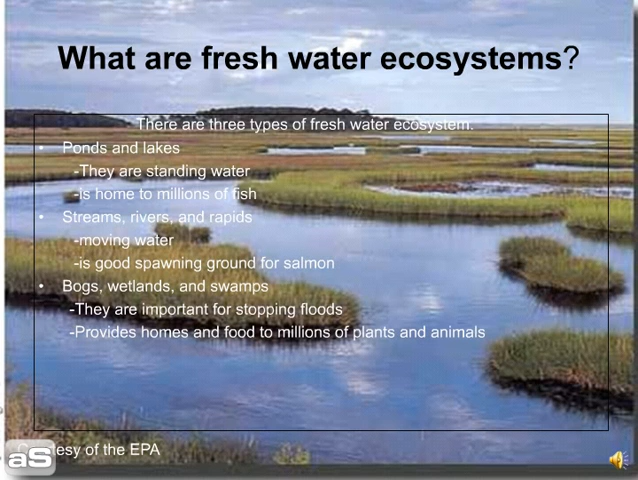 What are fresh water ecosystems?
There are three types of fresh water ecosystem.
• Ponds and lakes
-They are standing water
-is home to millions of fish
• Streams, rivers, and rapids
-moving water
-is good spawning ground for salmon
• Bogs, wetlands, and swamps
-They are important for stopping floods
-Provides homes and food to millions of plants and animals
Courtesy of the EPA
aS